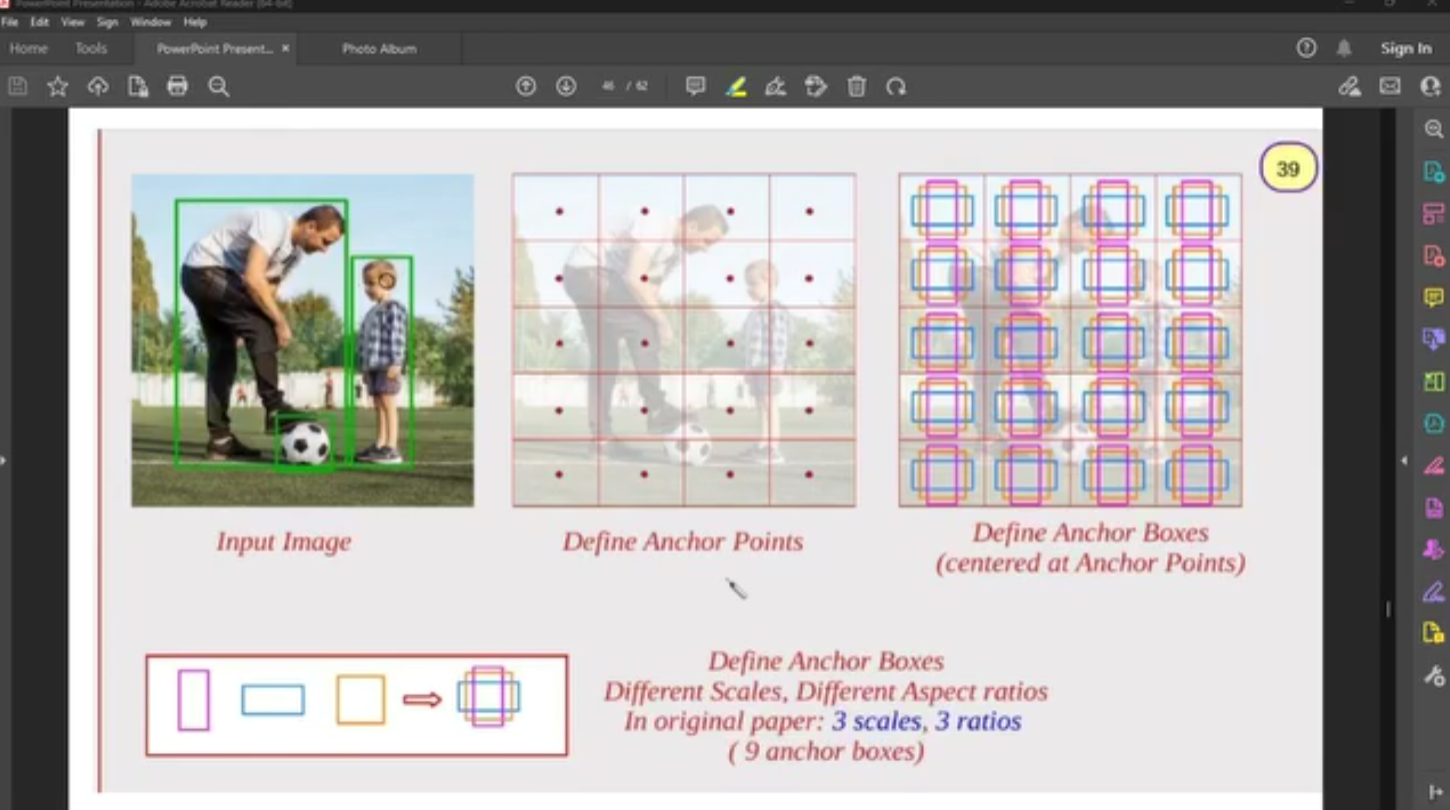 PowerPoint Presentation - Adobe Acrobat Reader (64-bit)
File Edit View Sign Window Help
Home Tools PowerPoint Present... × Photo Album Sign In
46 / 62
39
Input Image
Define Anchor Points
Define Anchor Boxes
(centered at Anchor Points)
Define Anchor Boxes
Different Scales, Different Aspect ratios
In original paper: 3 scales, 3 ratios
( 9 anchor boxes)